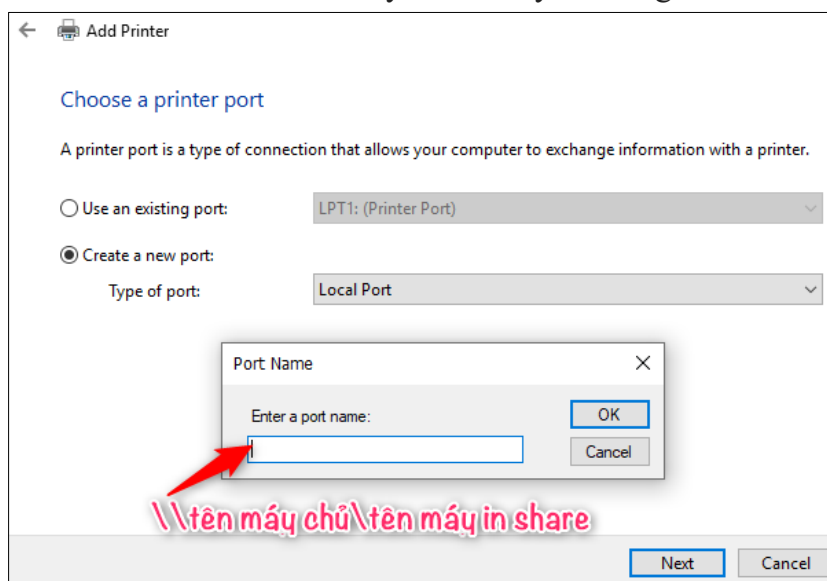 Add Printer
Choose a printer port
A printer port is a type of connection that allows your computer to exchange information with a printer.
Use an existing port: LPT1: (Printer Port)
Create a new port:
Type of port: Local Port
Port Name
Enter a port name: OK
Cancel
\\tên máy chủ\tên máy in share
Next Cancel